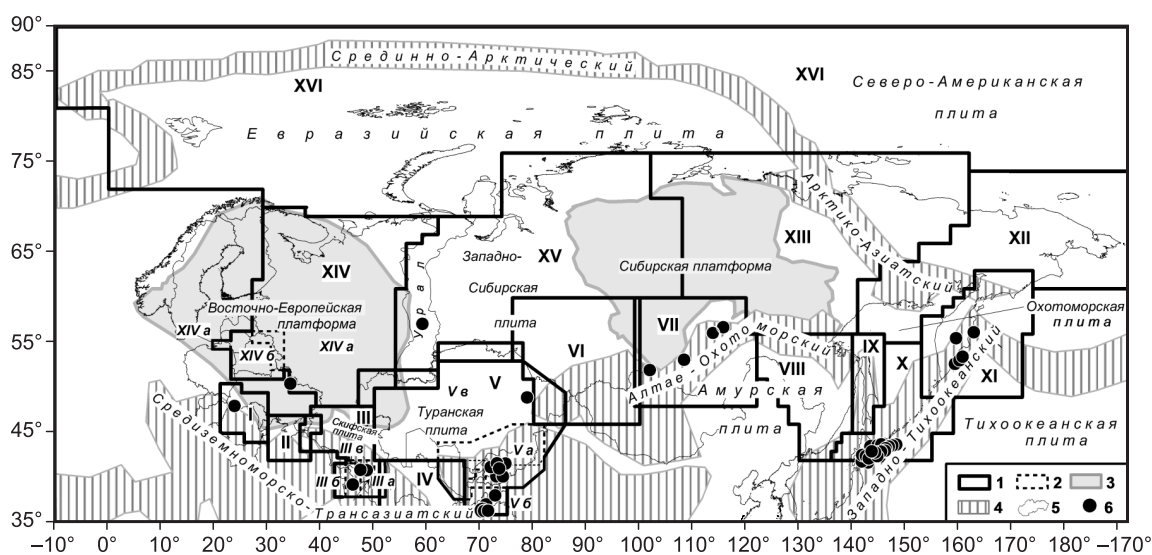 90°
85°
75°
65°
55°
45°
35°
Срединно-Арктический
XVI
XVI
Северо-Американская
плита
Евразийская плита
Арктико-Азиатский
XIV
Западно-
Сибирская
плита
XV
Сибирская платформа
XIII
XII
Урал
Восточно-Европейская
платформа
XIV а
XIV а
XIV б
Охотоморская
плита
VII
VI
Алтае-Охотоморский
VIII
IX
X
XI
Амурская
плита
V
V в
Туранская
плита
I
II
III
Скифская
плита
III в
III б
III а
IV
V а
V б
Средиземноморско-
Трансазиатский
Западно-Тихоокеанский
Тихоокеанская
плита
1 2 3
4 5 6
–10° 0° 10° 20° 30° 40° 50° 60° 70° 80° 90° 100° 110° 120° 130° 140° 150° 160° 170° 180 –170°